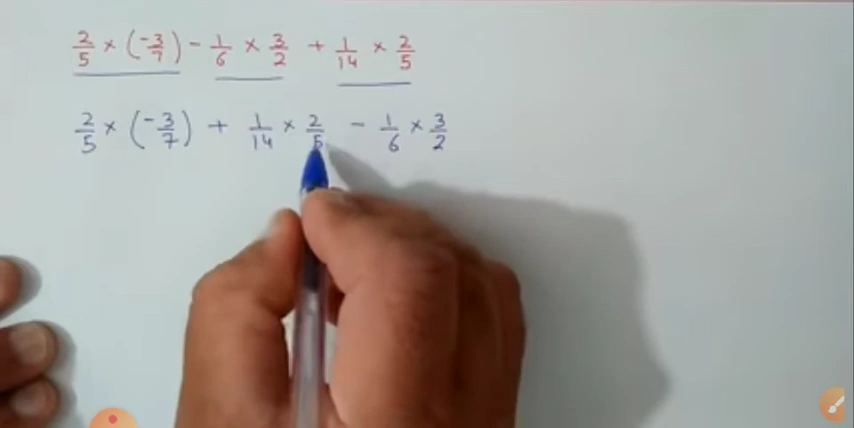 2/5 × (-3/7) - 1/6 × 3/2 + 1/14 × 2/5
2/5 × (-3/7) + 1/14 × 2/5 - 1/6 × 3/2